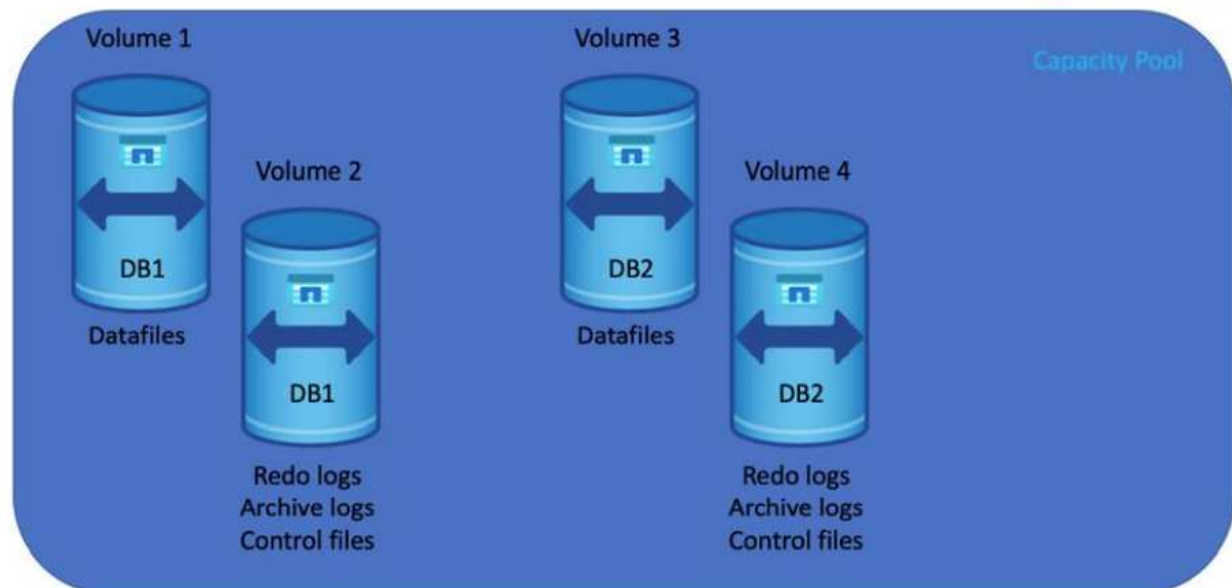 Capacity Pool
Volume 1
DB1
Datafiles
Volume 2
DB1
Redo logs
Archive logs
Control files
Volume 3
DB2
Datafiles
Volume 4
DB2
Redo logs
Archive logs
Control files